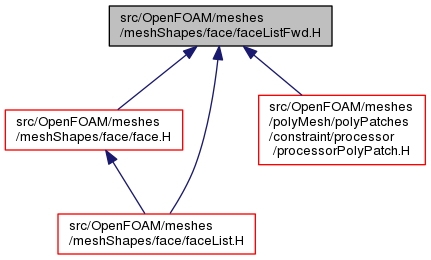 src/OpenFOAM/meshes
/meshShapes/face/faceListFwd.H
src/OpenFOAM/meshes
/meshShapes/face/face.H
src/OpenFOAM/meshes
/polyMesh/polyPatches
/constraint/processor
/processorPolyPatch.H
src/OpenFOAM/meshes
/meshShapes/face/faceList.H